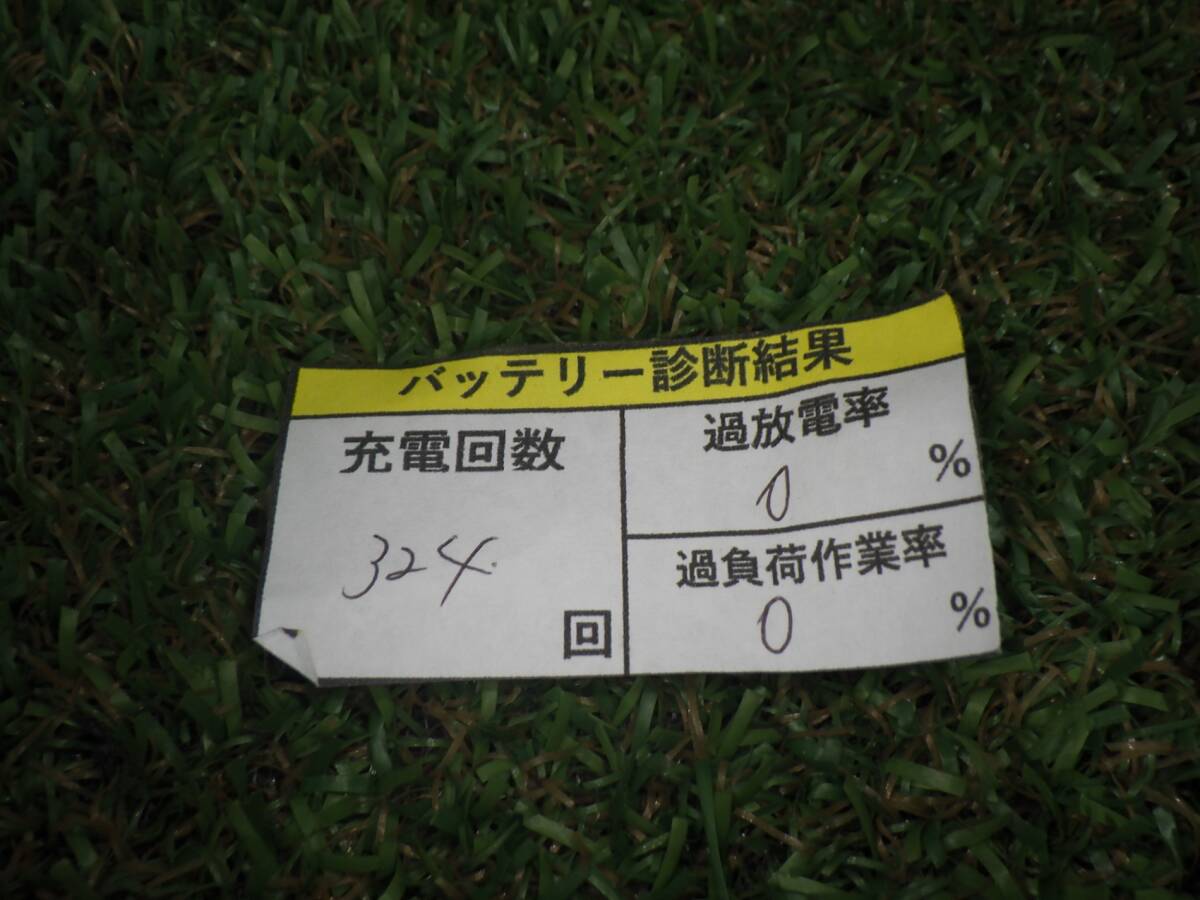 バッテリー診断結果
充電回数
324
回
過放電率
0
%
過負荷作業率
0
%